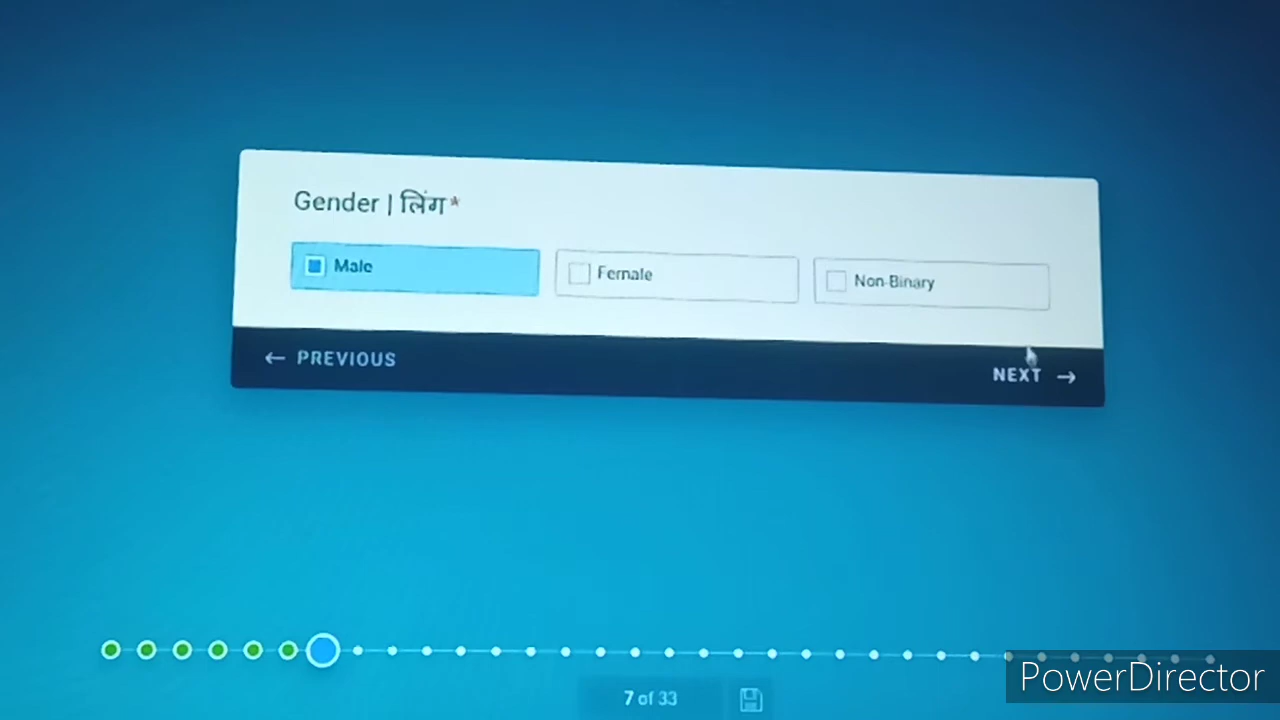 Gender | लिंग*
Male
Female
Non-Binary
← PREVIOUS
NEXT →
7 of 33
PowerDirector